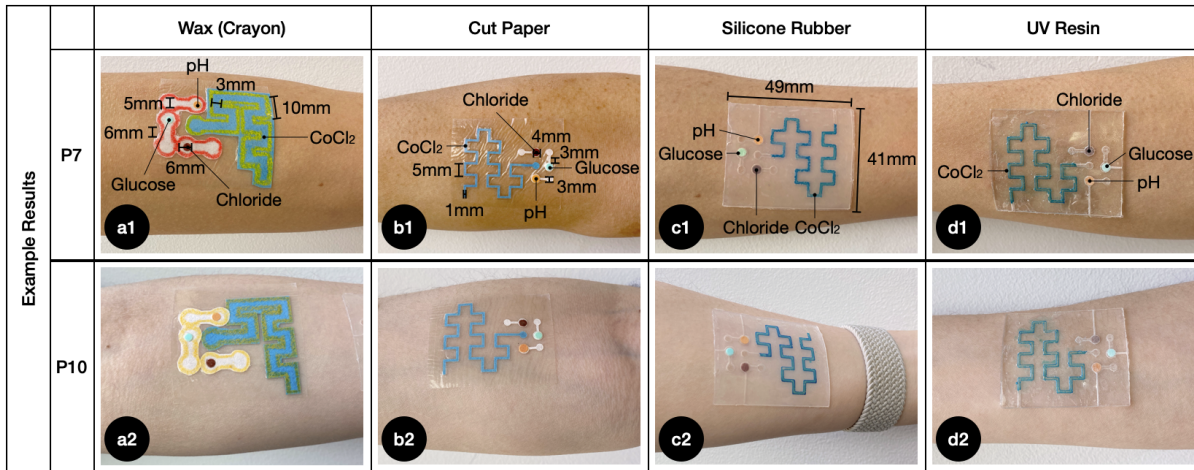 Wax (Crayon)
Cut Paper
Silicone Rubber
UV Resin
Example Results
P7
pH
3mm
5mm
10mm
6mm
CoCl₂
6mm
Glucose
Chloride
a1
Chloride
CoCl₂
4mm
3mm
5mm
Glucose
3mm
1mm
pH
b1
49mm
pH
Glucose
41mm
Chloride CoCl₂
c1
Chloride
Glucose
CoCl₂
pH
d1
P10
a2
b2
c2
d2